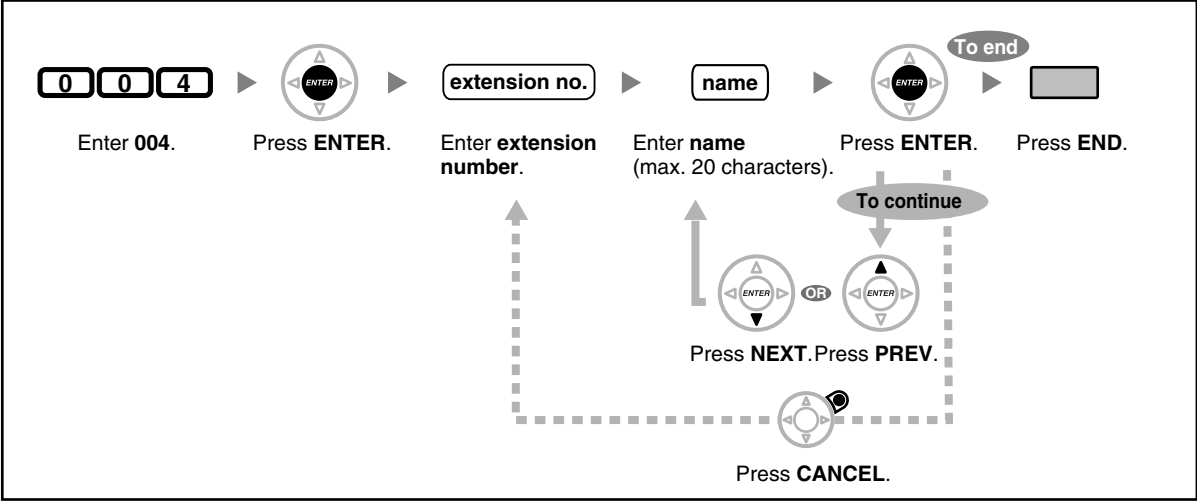 To end
0 0 4 ENTER extension no. name ENTER
Enter 004. Press ENTER. Enter extension Enter name Press ENTER. Press END.
number. (max. 20 characters).
To continue
ENTER OR ENTER
Press NEXT. Press PREV.
Press CANCEL.